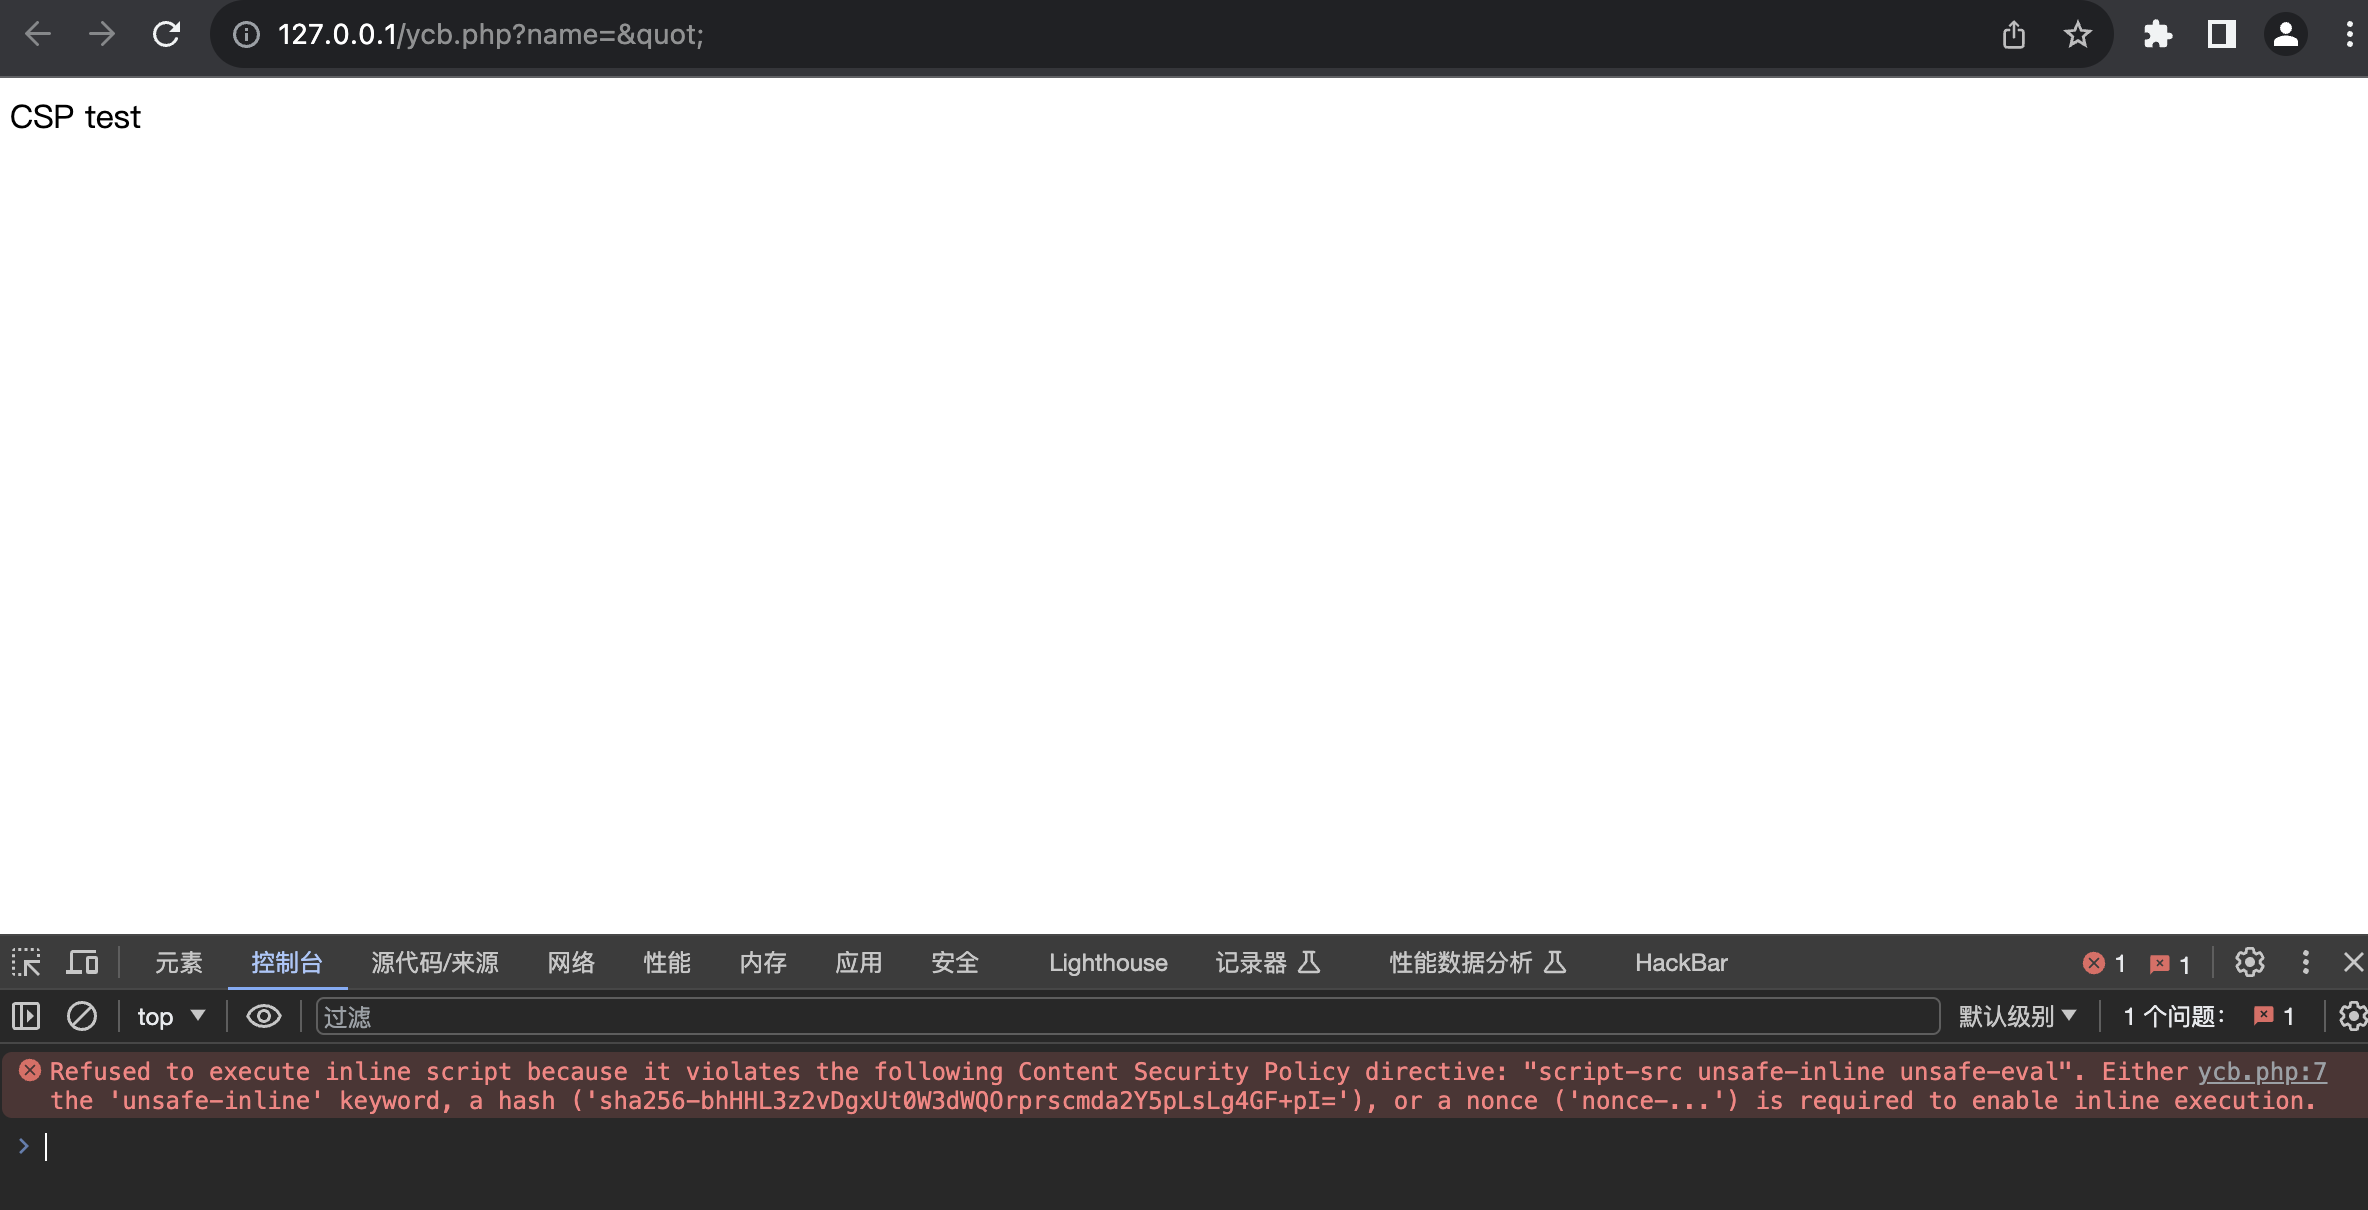 127.0.0.1/ycb.php?name=&quot;
CSP test
元素 控制台 源代码/来源 网络 性能 内存 应用 安全 Lighthouse 记录器 性能数据分析 HackBar 1 1
top 过滤 默认级别 1 个问题: 1
Refused to execute inline script because it violates the following Content Security Policy directive: "script-src unsafe-inline unsafe-eval". Either ycb.php:7
the 'unsafe-inline' keyword, a hash ('sha256-bhHHL3z2vDgxUt0W3dWQOrprscmda2Y5pLsLg4GF+pI='), or a nonce ('nonce-...') is required to enable inline execution.